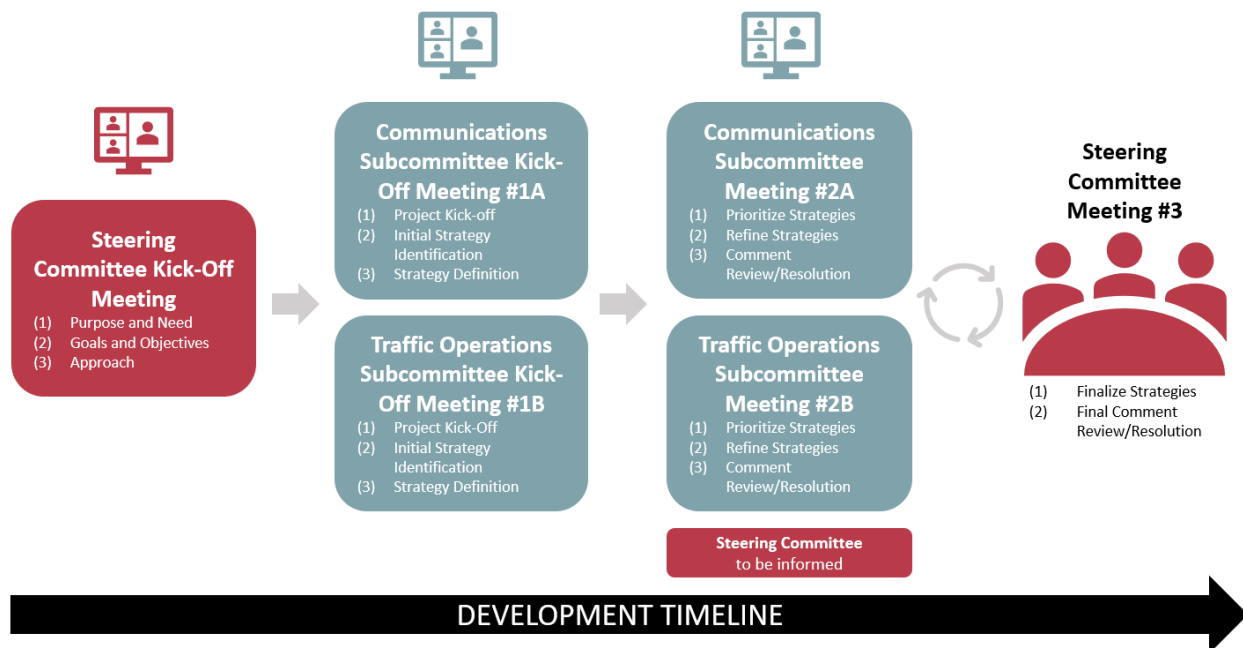 Steering
Committee Kick-Off
Meeting
(1) Purpose and Need
(2) Goals and Objectives
(3) Approach
Communications
Subcommittee Kick-
Off Meeting #1A
(1) Project Kick-off
(2) Initial Strategy
Identification
(3) Strategy Definition
Traffic Operations
Subcommittee Kick-
Off Meeting #1B
(1) Project Kick-Off
(2) Initial Strategy
Identification
(3) Strategy Definition
Communications
Subcommittee
Meeting #2A
(1) Prioritize Strategies
(2) Refine Strategies
(3) Comment
Review/Resolution
Traffic Operations
Subcommittee
Meeting #2B
(1) Prioritize Strategies
(2) Refine Strategies
(3) Comment
Review/Resolution
Steering Committee
to be informed
Steering
Committee
Meeting #3
(1) Finalize Strategies
(2) Final Comment
Review/Resolution
DEVELOPMENT TIMELINE